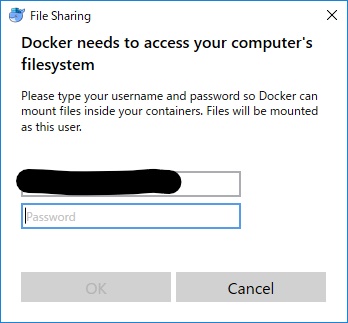 File Sharing
Docker needs to access your computer's
filesystem
Please type your username and password so Docker can
mount files inside your containers. Files will be mounted
as this user.
Password
OK
Cancel